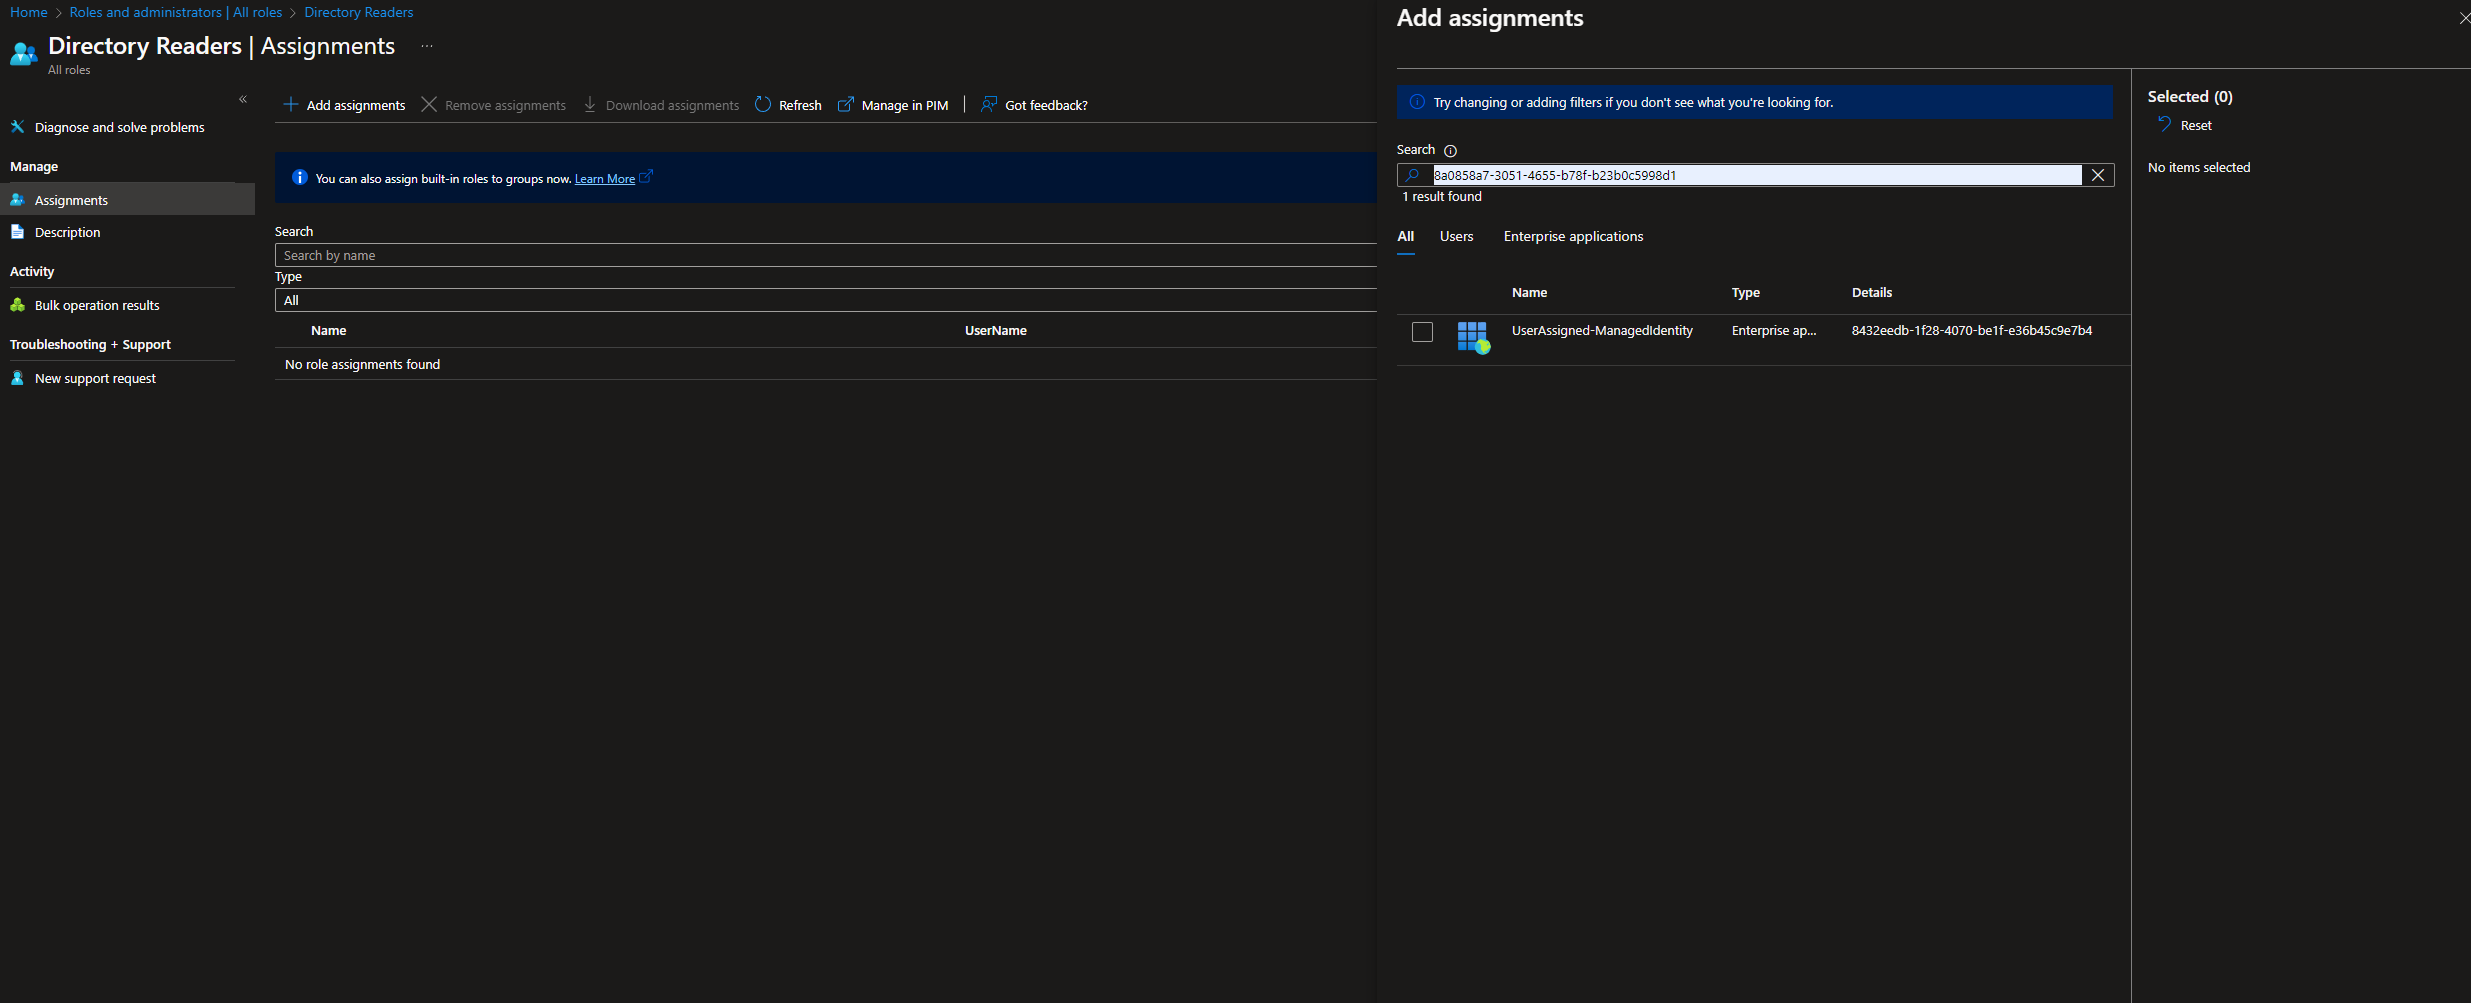 Home > Roles and administrators | All roles > Directory Readers
Directory Readers | Assignments ...
All roles
«
Diagnose and solve problems
Manage
Assignments
Description
Activity
Bulk operation results
Troubleshooting + Support
New support request
Add assignments Remove assignments Download assignments Refresh Manage in PIM | Got feedback?
You can also assign built-in roles to groups now. Learn More
Search
Search by name
Type
All
Name UserName
No role assignments found
Add assignments
Try changing or adding filters if you don't see what you're looking for.
Search
8a0858a7-3051-4655-b78f-b23b0c5998d1
1 result found
All Users Enterprise applications
Name Type Details
UserAssigned-ManagedIdentity Enterprise ap... 8432eedb-1f28-4070-be1f-e36b45c9e7b4
Selected (0)
Reset
No items selected